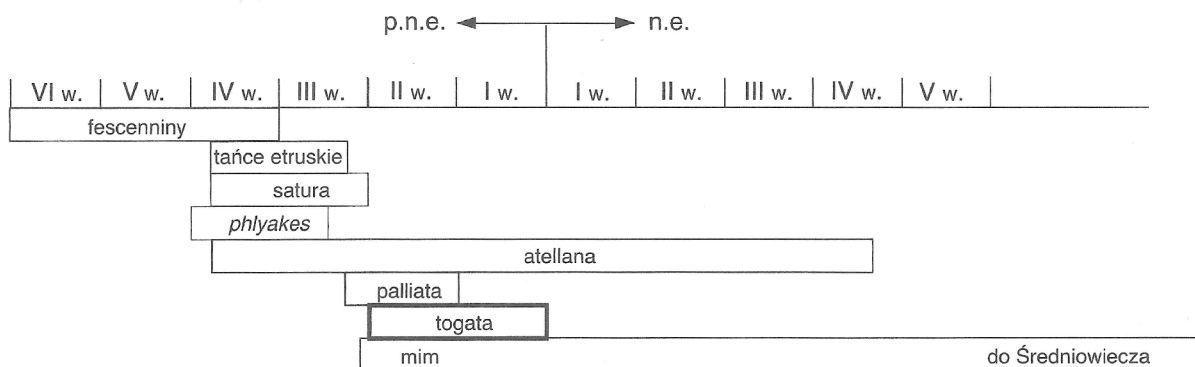 p.n.e. n.e.
VI w. V w. IV w. III w. II w. I w. I w. II w. III w. IV w. V w.
fescenniny
tańce etruskie
satura
phlyakes
atellana
palliata
togata
mim do Średniowiecza